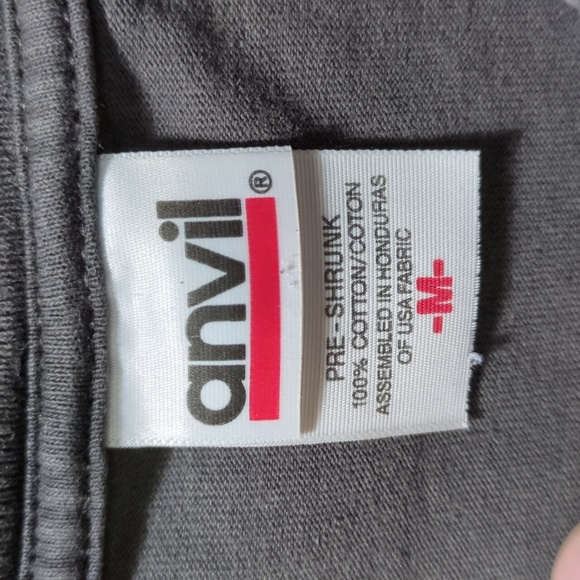 anvil®
PRE-SHRUNK
100% COTTON/COTON
ASSEMBLED IN HONDURAS
OF USA FABRIC
-M-